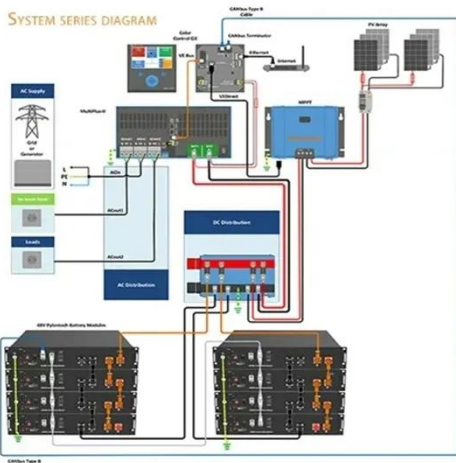 SYSTEM SERIES DIAGRAM
CANbus Type B
Cable
Color
Control GX
CANbus Terminator
PV Array
VE Bus
Ethernet
Internet
AC Supply
VE Direct
MPPT
Grid
or
Generator
L
PE
N
ACin
ACout1
Loads
DC Distribution
ACout2
AC Distribution
48V Pylontech Battery Modules
CANbus Type B